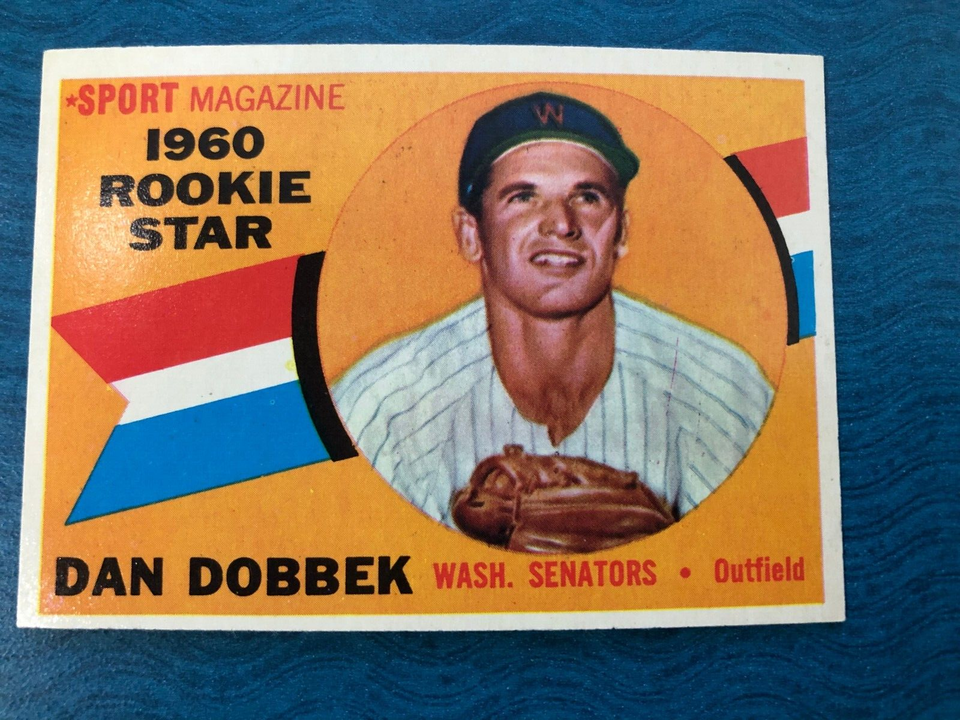 ★SPORT MAGAZINE
1960
ROOKIE
STAR
W
DAN DOBBEK WASH. SENATORS • Outfield